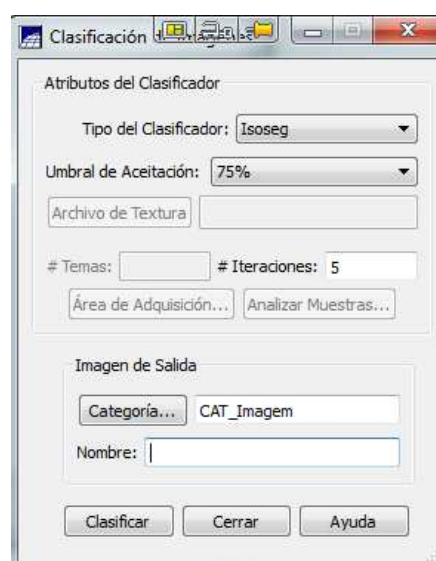 Clasificación
Atributos del Clasificador
Tipo del Clasificador: Isoseg
Umbral de Aceitación: 75%
Archivo de Textura
# Temas: # Iteraciones: 5
Área de Adquisición... Analizar Muestras...
Imagen de Salida
Categoría... CAT_Imagem
Nombre:
Clasificar Cerrar Ayuda